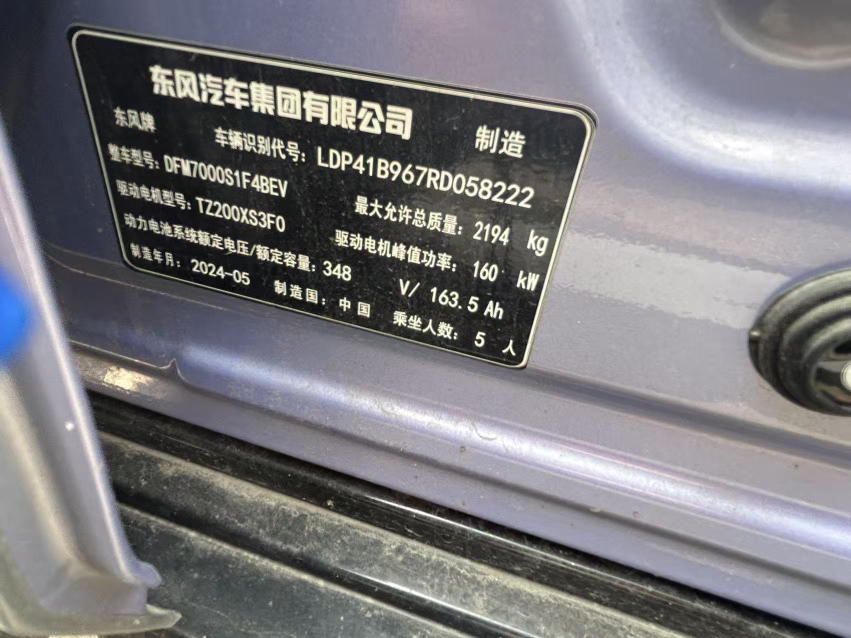 东风汽车集团有限公司 制造
东风牌 车辆识别代号：LDP41B967RD058222
整车型号：DFM7000S1F4BEV 最大允许总质量：2194 kg
驱动电机型号：TZ200XS3F0 驱动电机峰值功率：160 kW
动力电池系统额定电压/额定容量：348 V/ 163.5 Ah
制造年月：2024-05 制造国：中国 乘坐人数：5 人